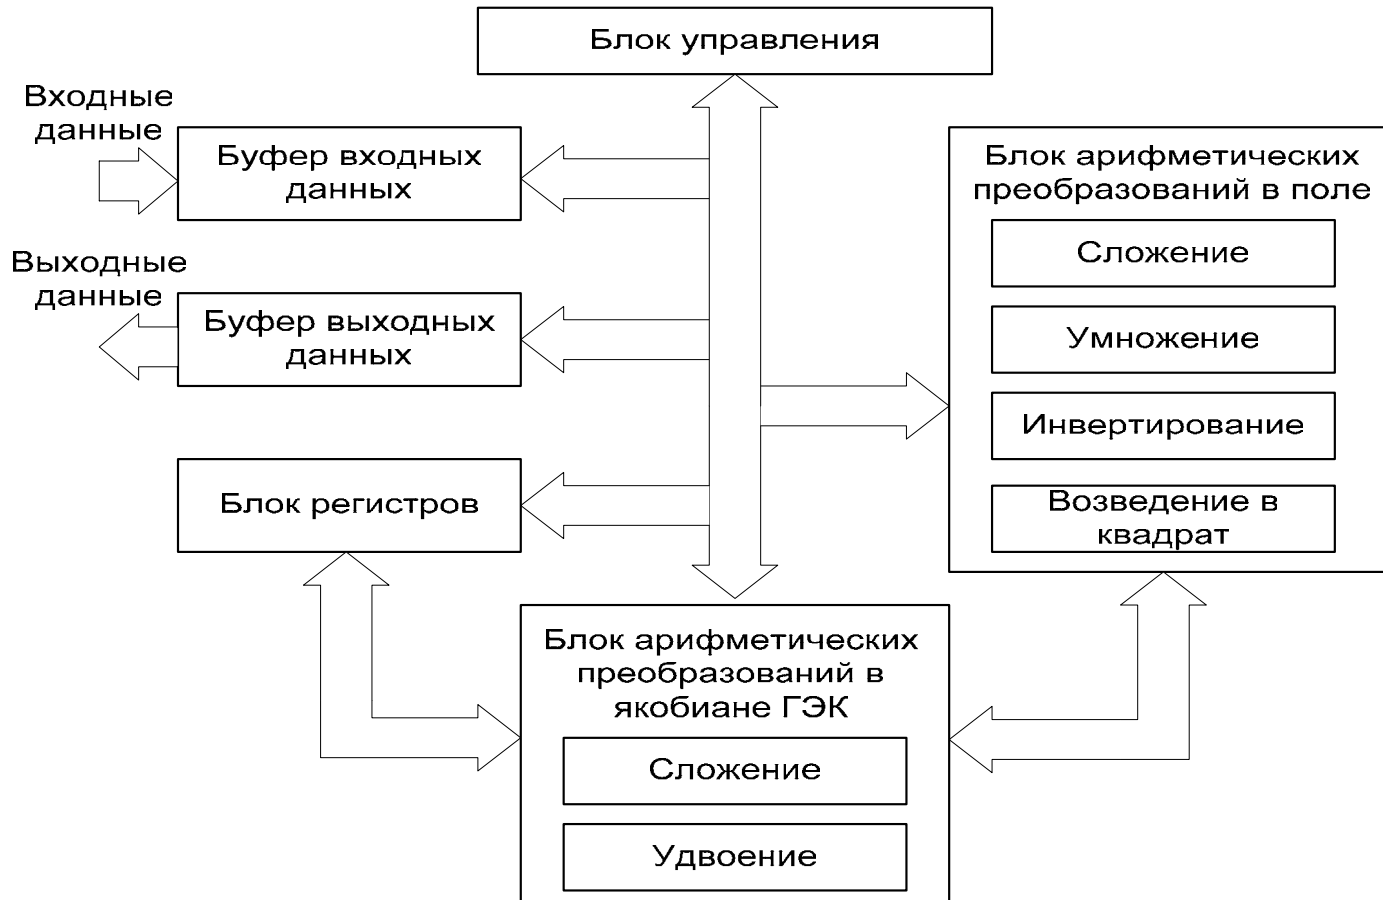 Блок управления
Входные
данные
Буфер входных
данных
Выходные
данные
Буфер выходных
данных
Блок регистров
Блок арифметических
преобразований в поле
Сложение
Умножение
Инвертирование
Возведение в
квадрат
Блок арифметических
преобразований в
якобиане ГЭК
Сложение
Удвоение